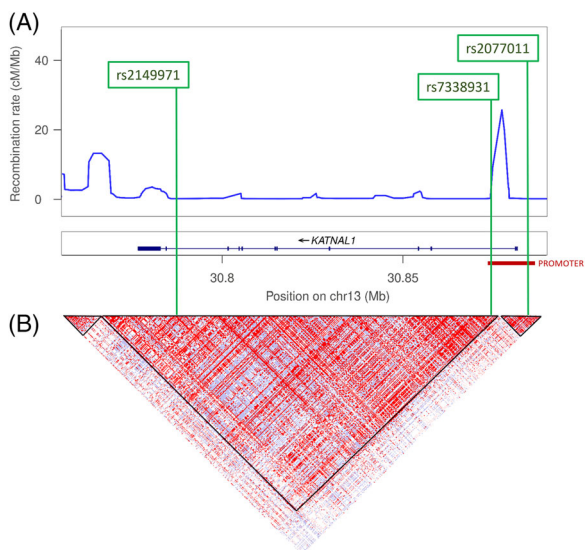 (A)
rs2077011
rs2149971
rs7338931
Recombination rate (cM/Mb)
40
20
0
←KATNAL1
PROMOTER
30.8
30.85
Position on chr13 (Mb)
(B)